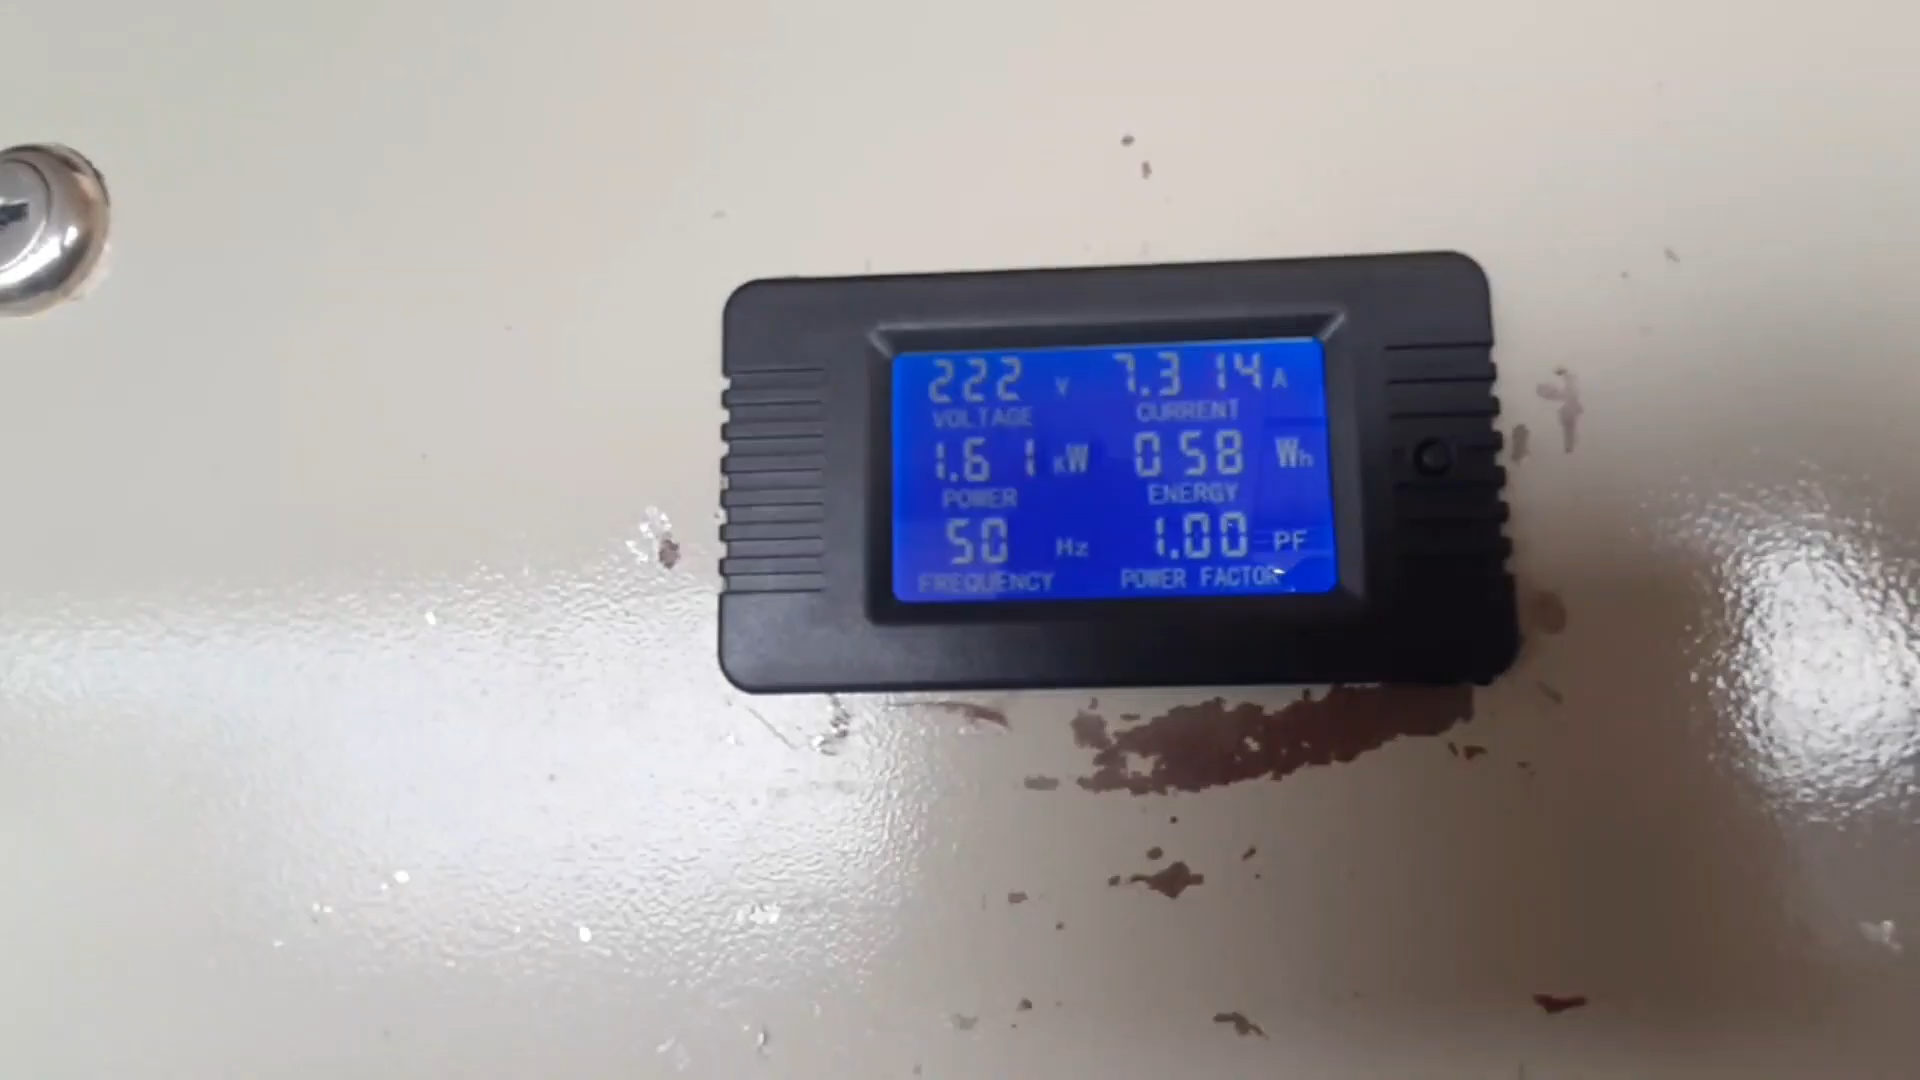 222 V 7.314 A
VOLTAGE CURRENT
1.61 KW 058 Wh
POWER ENERGY
50 Hz 1.00 PF
FREQUENCY POWER FACTOR